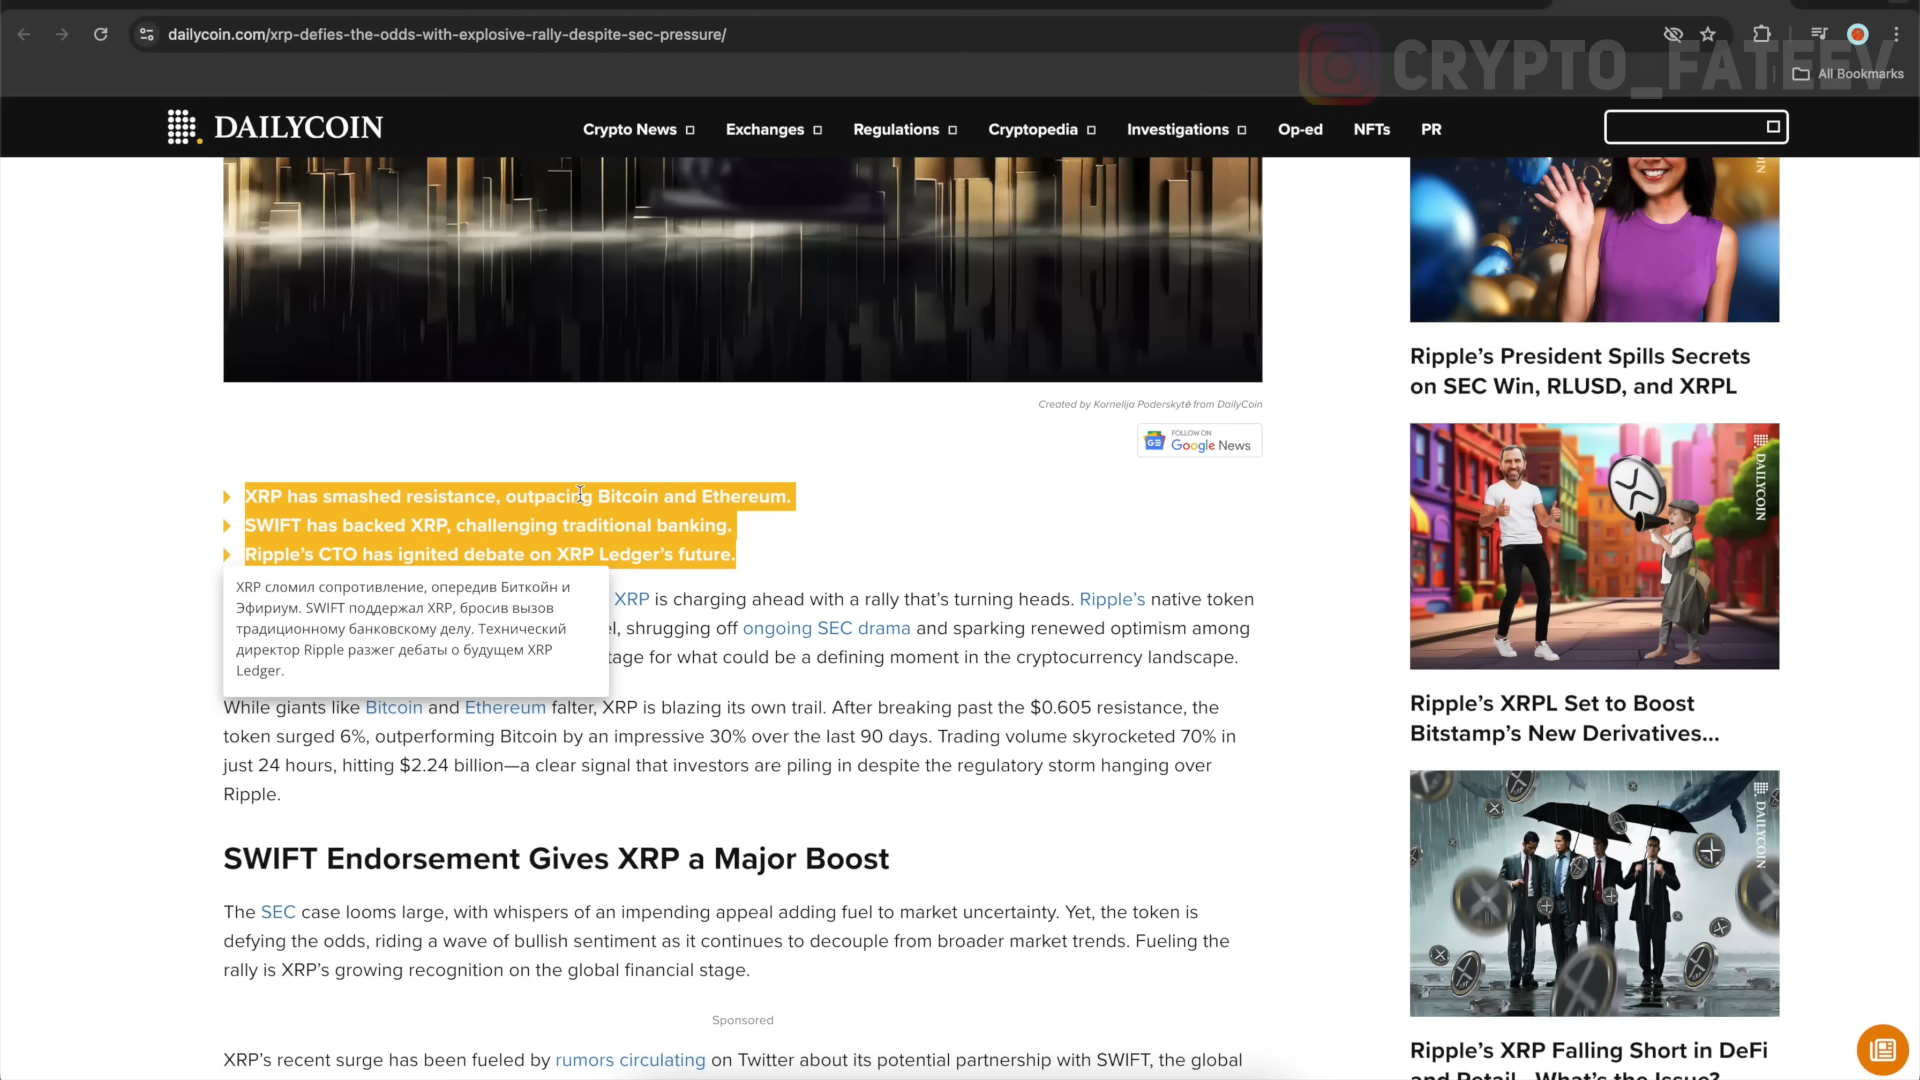 dailycoin.com/xrp-defies-the-odds-with-explosive-rally-despite-sec-pressure/
CRYPTO_FATEEV
All Bookmarks
DAILYCOIN
Crypto News
Exchanges
Regulations
Cryptopedia
Investigations
Op-ed
NFTs
PR
Created by Kornelija Poderskytė from DailyCoin
FOLLOW ON
Google News
XRP has smashed resistance, outpacing Bitcoin and Ethereum.
SWIFT has backed XRP, challenging traditional banking.
Ripple’s CTO has ignited debate on XRP Ledger’s future.
XRP сломил сопротивление, опередив Биткойн и
Эфириум. SWIFT поддержал XRP, бросив вызов
традиционному банковскому делу. Технический
директор Ripple разжег дебаты о будущем XRP
Ledger.
XRP is charging ahead with a rally that’s turning heads. Ripple’s native token
shrugging off ongoing SEC drama and sparking renewed optimism among
for what could be a defining moment in the cryptocurrency landscape.
While giants like Bitcoin and Ethereum falter, XRP is blazing its own trail. After breaking past the $0.605 resistance, the
token surged 6%, outperforming Bitcoin by an impressive 30% over the last 90 days. Trading volume skyrocketed 70% in
just 24 hours, hitting $2.24 billion—a clear signal that investors are piling in despite the regulatory storm hanging over
Ripple.
SWIFT Endorsement Gives XRP a Major Boost
The SEC case looms large, with whispers of an impending appeal adding fuel to market uncertainty. Yet, the token is
defying the odds, riding a wave of bullish sentiment as it continues to decouple from broader market trends. Fueling the
rally is XRP’s growing recognition on the global financial stage.
Sponsored
XRP’s recent surge has been fueled by rumors circulating on Twitter about its potential partnership with SWIFT, the global
Ripple’s President Spills Secrets
on SEC Win, RLUSD, and XRPL
DAILYCOIN
Ripple’s XRPL Set to Boost
Bitstamp’s New Derivatives...
DAILYCOIN
Ripple’s XRP Falling Short in DeFi
and Retail, What’s the Issue?